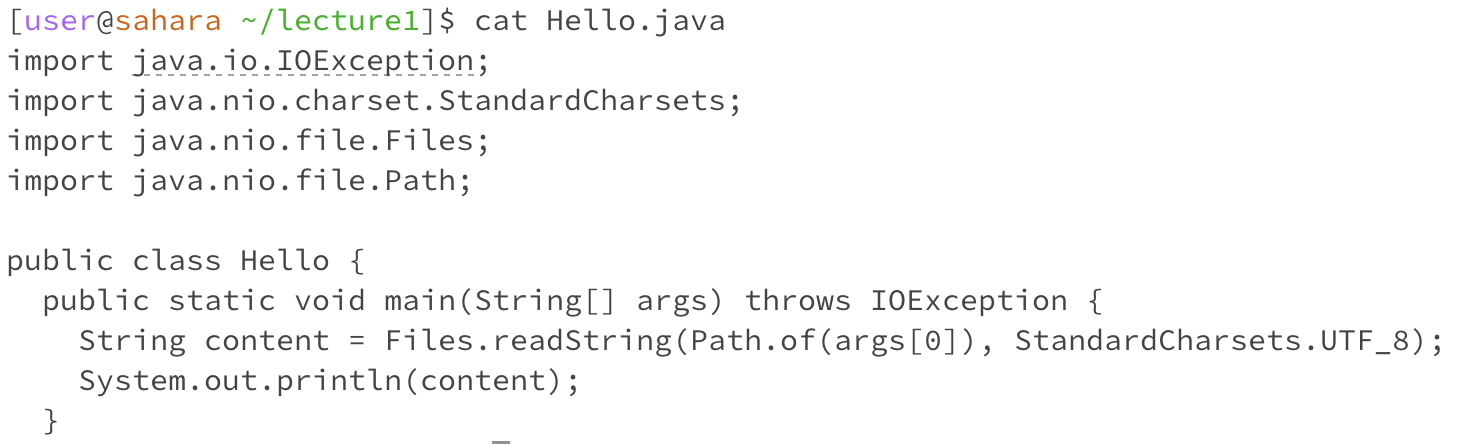 [user@sahara ~/lecture1]$ cat Hello.java
import java.io.IOException;
import java.nio.charset.StandardCharsets;
import java.nio.file.Files;
import java.nio.file.Path;

public class Hello {
  public static void main(String[] args) throws IOException {
    String content = Files.readString(Path.of(args[0]), StandardCharsets.UTF_8);
    System.out.println(content);
  }